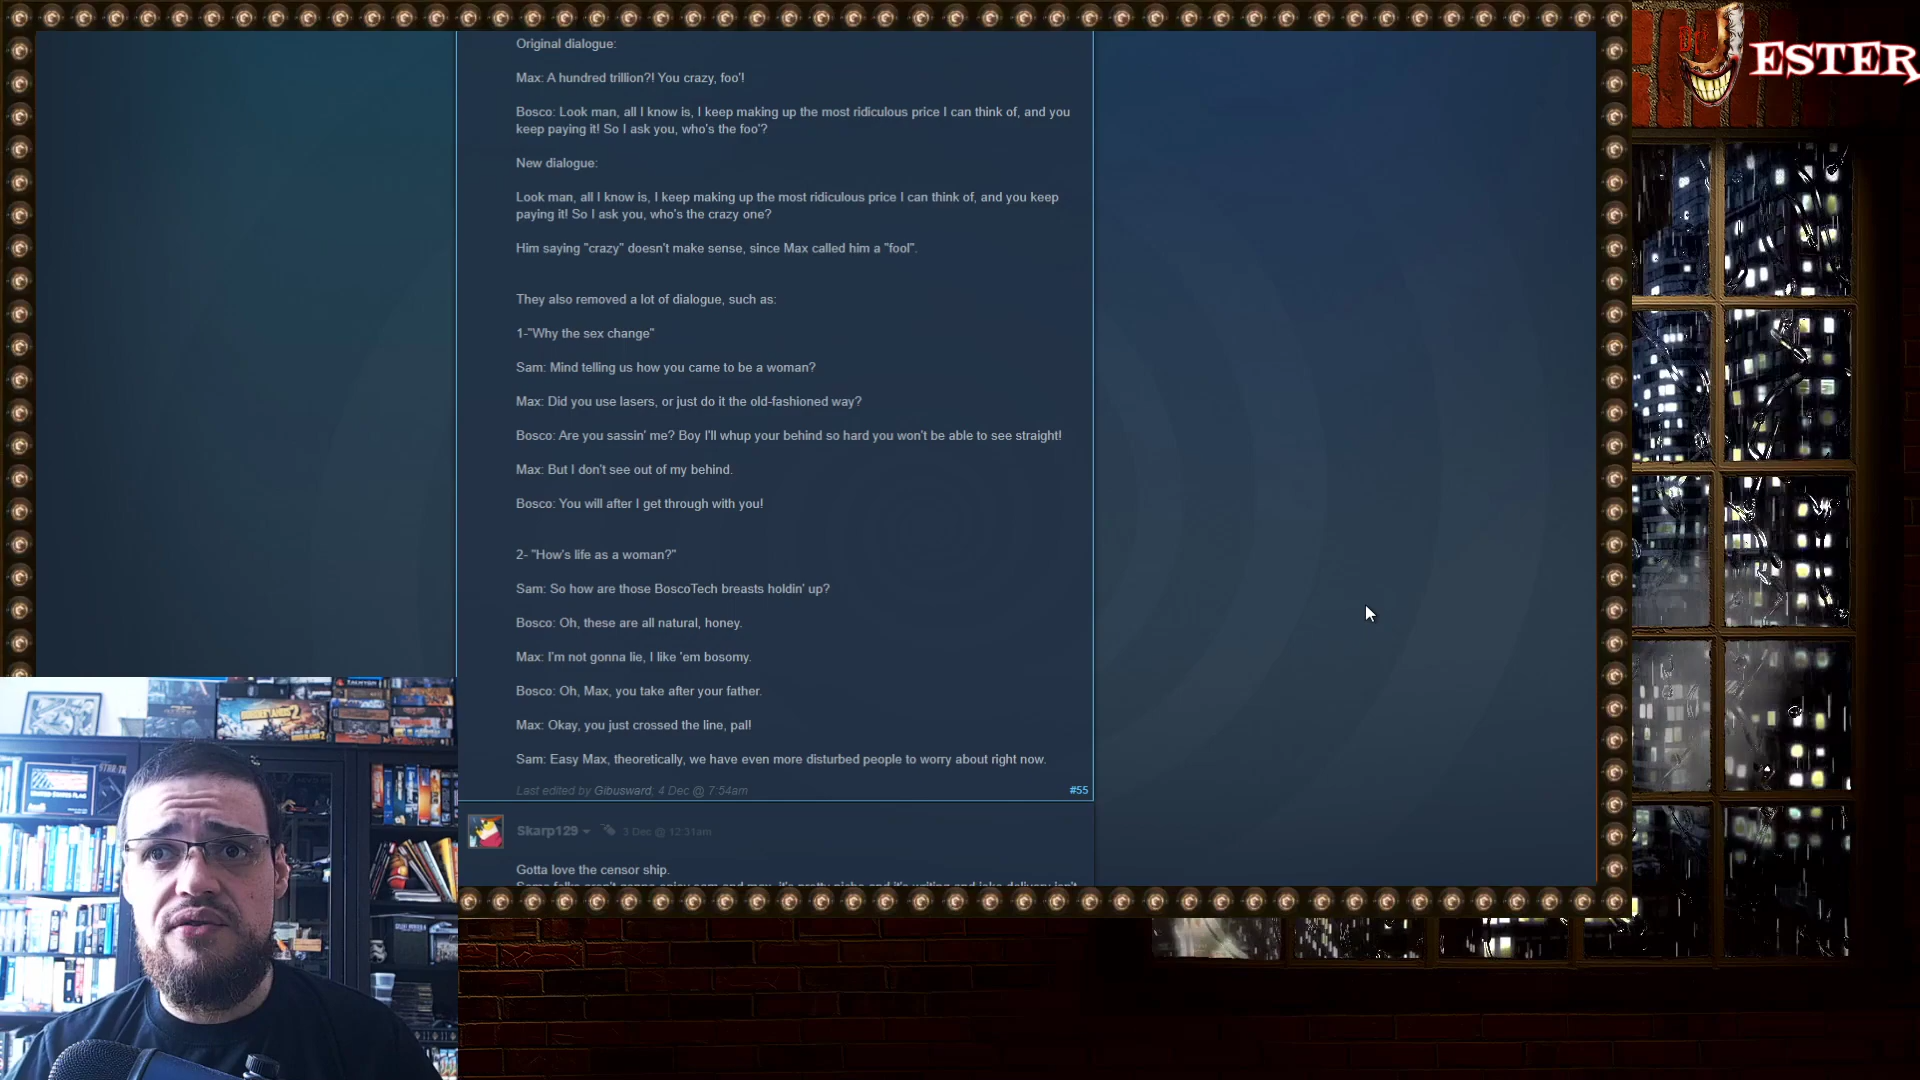 ESTER
Original dialogue:
Max: A hundred trillion?! You crazy, foo'!
Bosco: Look man, all I know is, I keep making up the most ridiculous price I can think of, and you
keep paying it! So I ask you, who's the foo'?
New dialogue:
Look man, all I know is, I keep making up the most ridiculous price I can think of, and you keep
paying it! So I ask you, who's the crazy one?
Him saying "crazy" doesn't make sense, since Max called him a "fool".
They also removed a lot of dialogue, such as:
1-"Why the sex change"
Sam: Mind telling us how you came to be a woman?
Max: Did you use lasers, or just do it the old-fashioned way?
Bosco: Are you sassin' me? Boy I'll whup your behind so hard you won't be able to see straight!
Max: But I don't see out of my behind.
Bosco: You will after I get through with you!
2- "How's life as a woman?"
Sam: So how are those BoscoTech breasts holdin' up?
Bosco: Oh, these are all natural, honey.
Max: I'm not gonna lie, I like 'em bosomy.
Bosco: Oh, Max, you take after your father.
Max: Okay, you just crossed the line, pal!
Sam: Easy Max, theoretically, we have even more disturbed people to worry about right now.
Last edited by Gibusward; 4 Dec @ 7:54am
#55
Skarp129
3 Dec @ 12:31am
Gotta love the censor ship.
BORDERLANDS 2